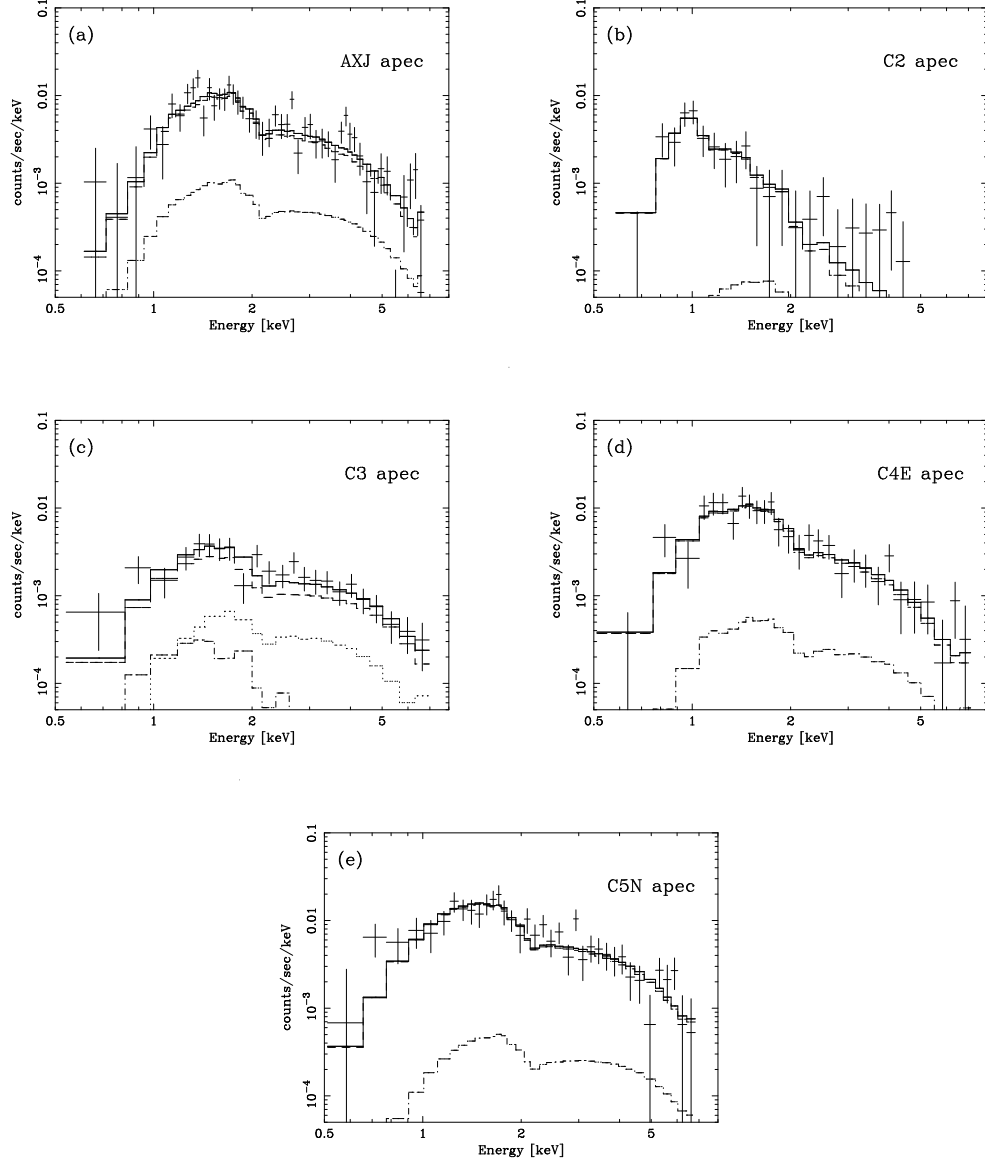 (a)
AXJ apec
counts/sec/keV
0.1
0.01
10⁻³
10⁻⁴
0.5 1 2 5
Energy [keV]
(b)
C2 apec
counts/sec/keV
0.1
0.01
10⁻³
10⁻⁴
0.5 1 2 5
Energy [keV]
(c)
C3 apec
counts/sec/keV
0.1
0.01
10⁻³
10⁻⁴
0.5 1 2 5
Energy [keV]
(d)
C4E apec
counts/sec/keV
0.1
0.01
10⁻³
10⁻⁴
0.5 1 2 5
Energy [keV]
(e)
C5N apec
counts/sec/keV
0.1
0.01
10⁻³
10⁻⁴
0.5 1 2 5
Energy [keV]